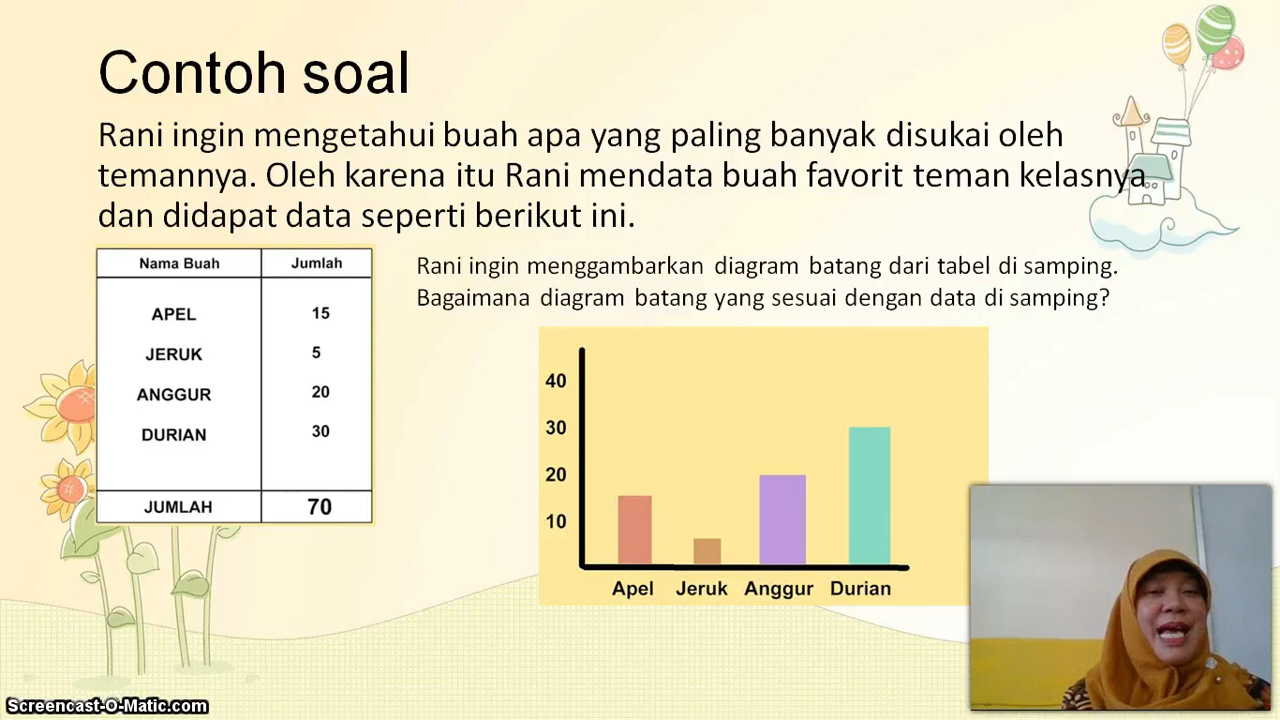 Contoh soal
Rani ingin mengetahui buah apa yang paling banyak disukai oleh
temannya. Oleh karena itu Rani mendata buah favorit teman kelasnya
dan didapat data seperti berikut ini.
Nama Buah Jumlah
APEL 15
JERUK 5
ANGGUR 20
DURIAN 30
JUMLAH 70
Rani ingin menggambarkan diagram batang dari tabel di samping.
Bagaimana diagram batang yang sesuai dengan data di samping?
40
30
20
10
Apel Jeruk Anggur Durian
Screencast-O-Matic.com